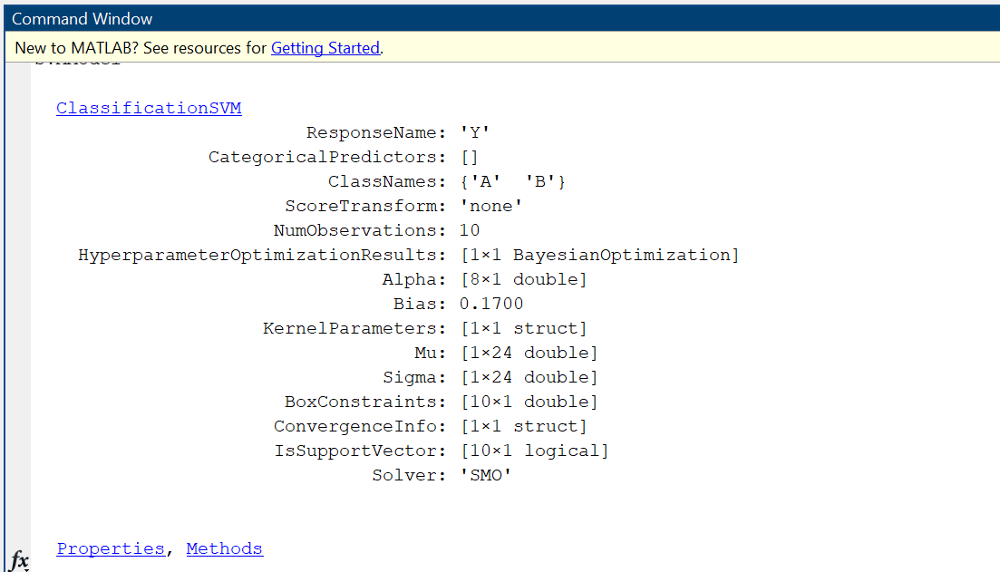 Command Window
New to MATLAB? See resources for Getting Started.
ClassificationSVM
ResponseName: 'Y'
CategoricalPredictors: []
ClassNames: {'A'  'B'}
ScoreTransform: 'none'
NumObservations: 10
HyperparameterOptimizationResults: [1×1 BayesianOptimization]
Alpha: [8×1 double]
Bias: 0.1700
KernelParameters: [1×1 struct]
Mu: [1×24 double]
Sigma: [1×24 double]
BoxConstraints: [10×1 double]
ConvergenceInfo: [1×1 struct]
IsSupportVector: [10×1 logical]
Solver: 'SMO'
Properties, Methods
fx